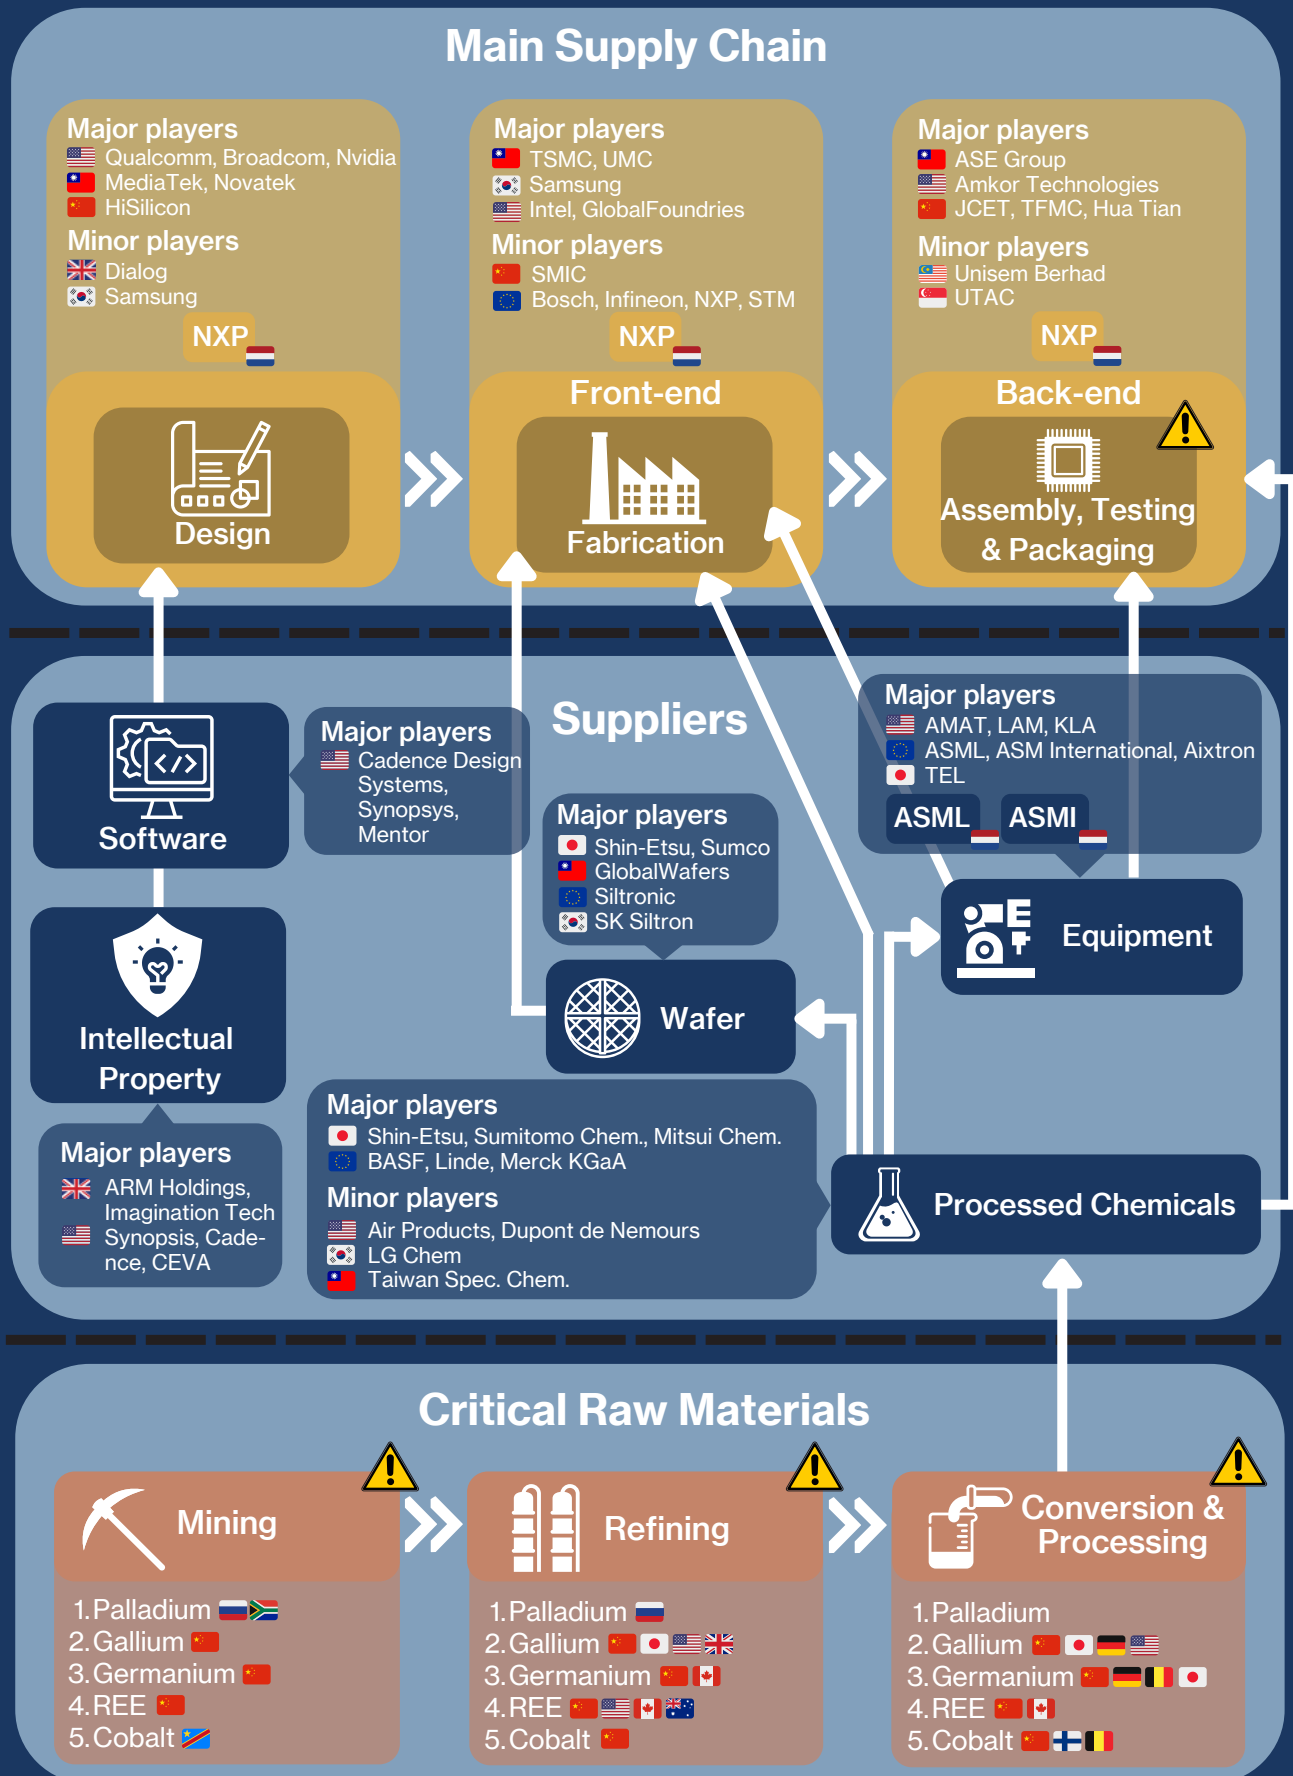 Main Supply Chain
Major players
Qualcomm, Broadcom, Nvidia
MediaTek, Novatek
HiSilicon
Minor players
Dialog
Samsung
NXP
Design
Major players
TSMC, UMC
Samsung
Intel, GlobalFoundries
Minor players
SMIC
Bosch, Infineon, NXP, STM
NXP
Front-end
Fabrication
Major players
ASE Group
Amkor Technologies
JCET, TFMC, Hua Tian
Minor players
Unisem Berhad
UTAC
NXP
Back-end
Assembly, Testing
& Packaging
Suppliers
Software
Major players
Cadence Design
Systems,
Synopsys,
Mentor
Intellectual
Property
Major players
ARM Holdings,
Imagination Tech
Synopsis, Cade-
nce, CEVA
Major players
Shin-Etsu, Sumco
GlobalWafers
Siltronic
SK Siltron
Wafer
Major players
AMAT, LAM, KLA
ASML, ASM International, Aixtron
TEL
ASML
ASMI
Equipment
Major players
Shin-Etsu, Sumitomo Chem., Mitsui Chem.
BASF, Linde, Merck KGaA
Minor players
Air Products, Dupont de Nemours
LG Chem
Taiwan Spec. Chem.
Processed Chemicals
Critical Raw Materials
Mining
1. Palladium
2. Gallium
3. Germanium
4. REE
5. Cobalt
Refining
1. Palladium
2. Gallium
3. Germanium
4. REE
5. Cobalt
Conversion &
Processing
1. Palladium
2. Gallium
3. Germanium
4. REE
5. Cobalt